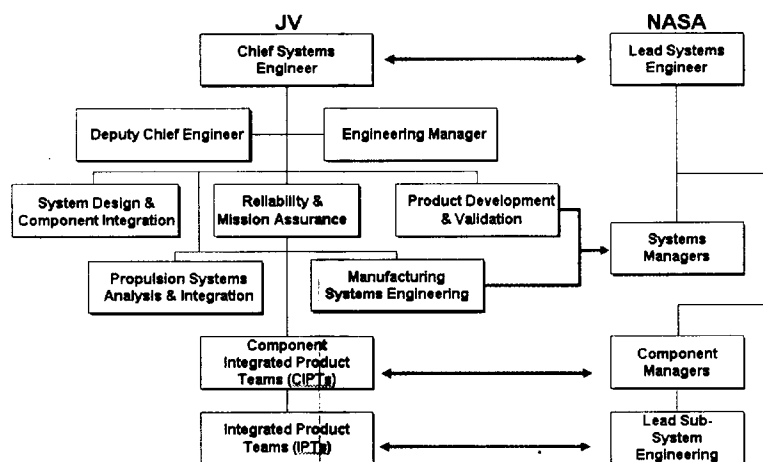 JV
NASA
Chief Systems
Engineer
Lead Systems
Engineer
Deputy Chief Engineer
Engineering Manager
System Design &
Component Integration
Reliability &
Mission Assurance
Product Development
& Validation
Systems
Managers
Propulsion Systems
Analysis & Integration
Manufacturing
Systems Engineering
Component
Integrated Product
Teams (CIPTs)
Component
Managers
Integrated Product
Teams (IPTs)
Lead Sub-
System
Engineering